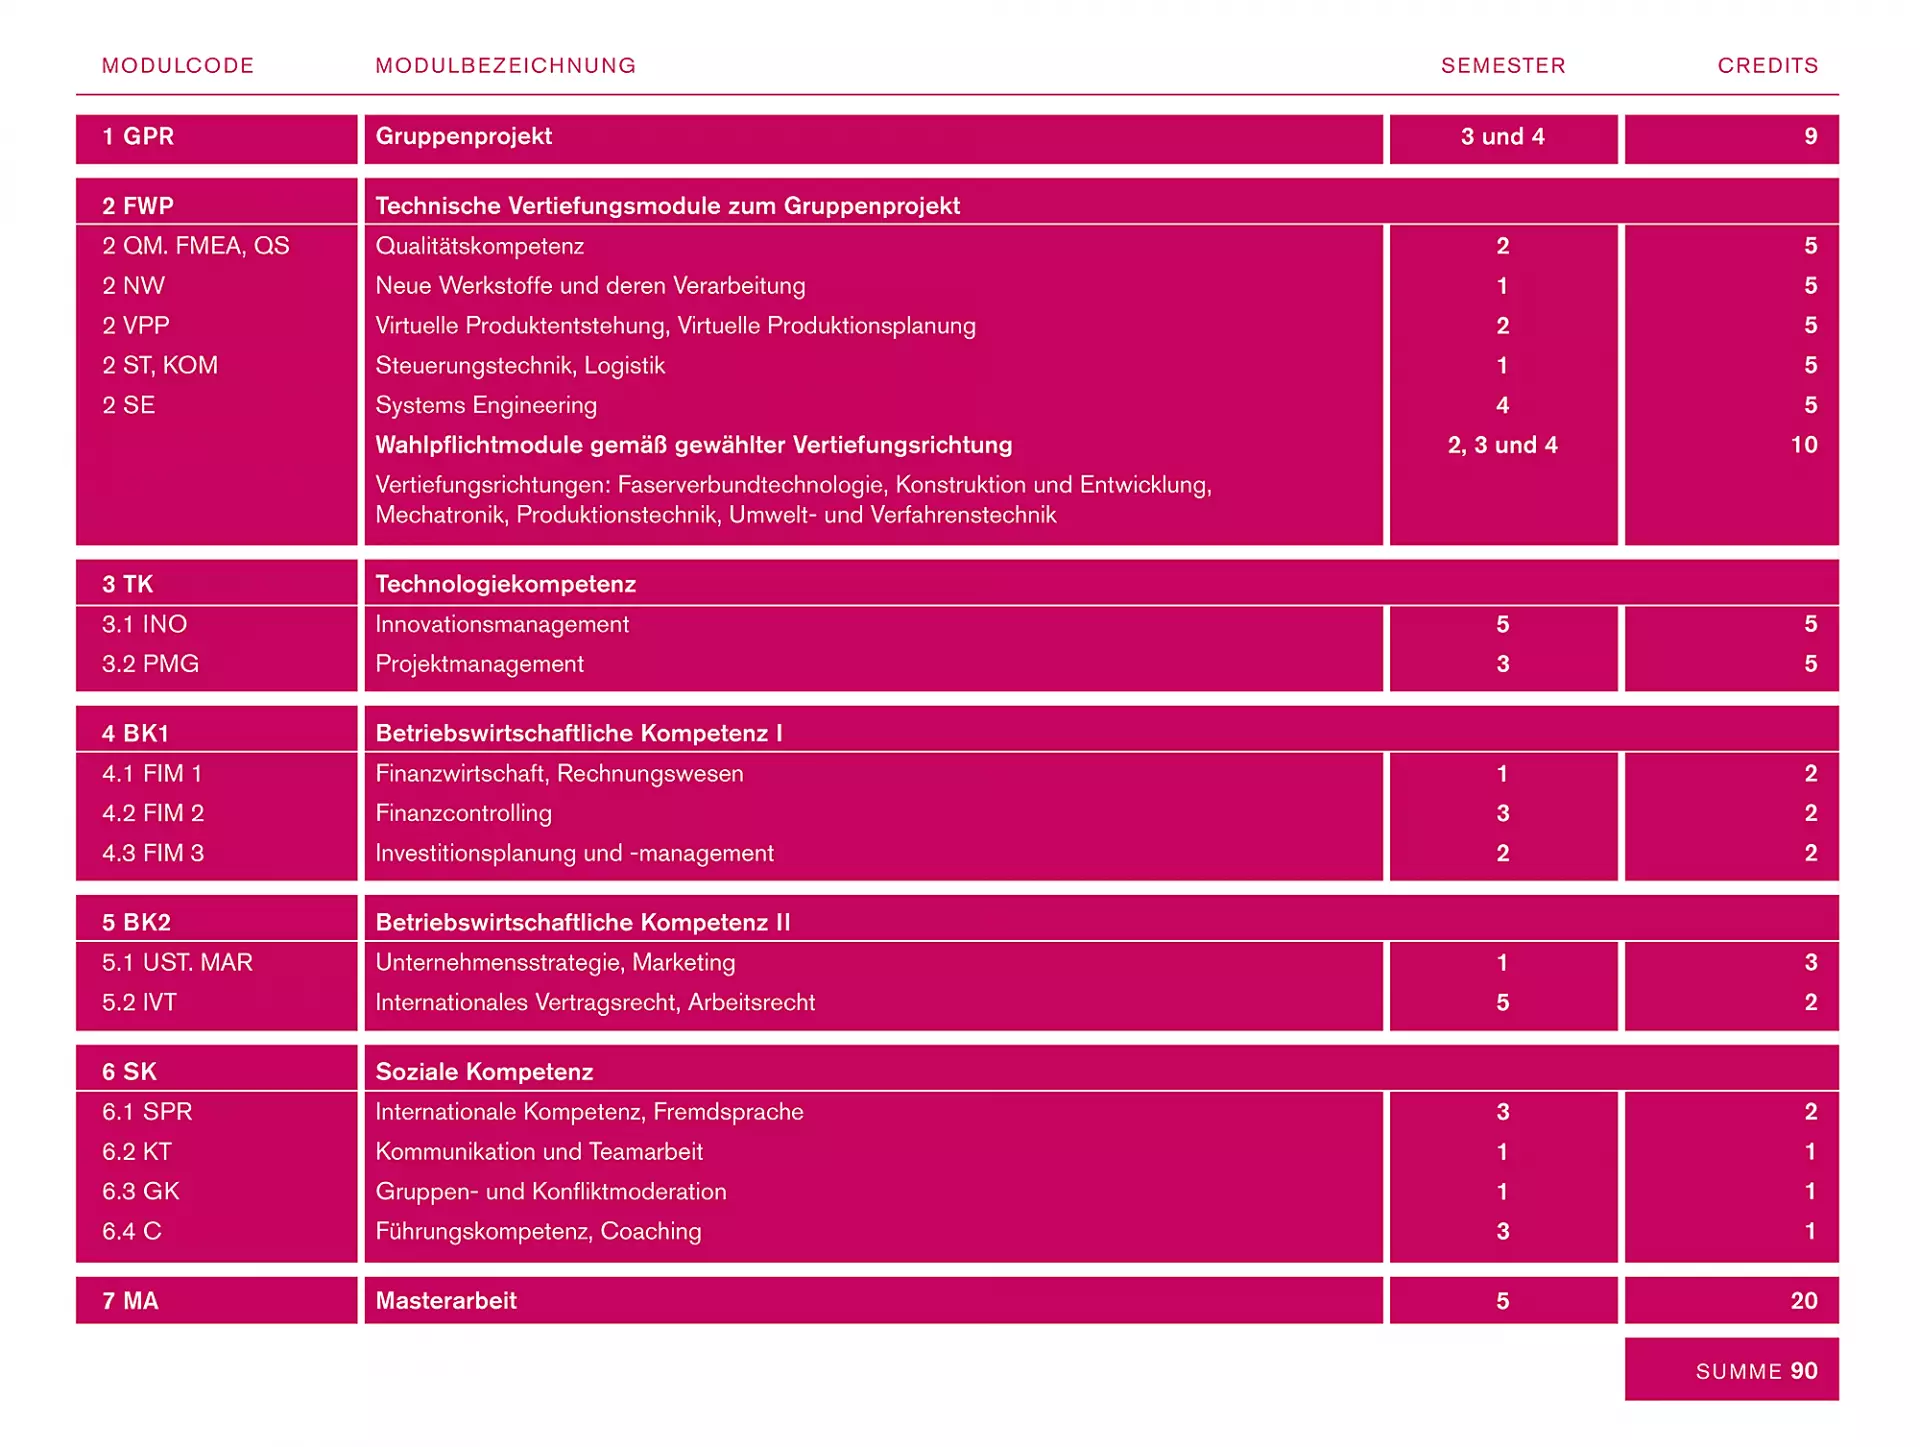 MODULCODE MODULBEZEICHNUNG SEMESTER CREDITS
1 GPR Gruppenprojekt 3 und 4 9
2 FWP Technische Vertiefungsmodule zum Gruppenprojekt
2 QM. FMEA, QS Qualitätskompetenz 2 5
2 NW Neue Werkstoffe und deren Verarbeitung 1 5
2 VPP Virtuelle Produktentstehung, Virtuelle Produktionsplanung 2 5
2 ST, KOM Steuerungstechnik, Logistik 1 5
2 SE Systems Engineering 4 5
Wahlpflichtmodule gemäß gewählter Vertiefungsrichtung 2, 3 und 4 10
Vertiefungsrichtungen: Faserverbundtechnologie, Konstruktion und Entwicklung,
Mechatronik, Produktionstechnik, Umwelt- und Verfahrenstechnik
3 TK Technologiekompetenz
3.1 INO Innovationsmanagement 5 5
3.2 PMG Projektmanagement 3 5
4 BK1 Betriebswirtschaftliche Kompetenz I
4.1 FIM 1 Finanzwirtschaft, Rechnungswesen 1 2
4.2 FIM 2 Finanzcontrolling 3 2
4.3 FIM 3 Investitionsplanung und -management 2 2
5 BK2 Betriebswirtschaftliche Kompetenz II
5.1 UST. MAR Unternehmensstrategie, Marketing 1 3
5.2 IVT Internationales Vertragsrecht, Arbeitsrecht 5 2
6 SK Soziale Kompetenz
6.1 SPR Internationale Kompetenz, Fremdsprache 3 2
6.2 KT Kommunikation und Teamarbeit 1 1
6.3 GK Gruppen- und Konfliktmoderation 1 1
6.4 C Führungskompetenz, Coaching 3 1
7 MA Masterarbeit 5 20
SUMME 90